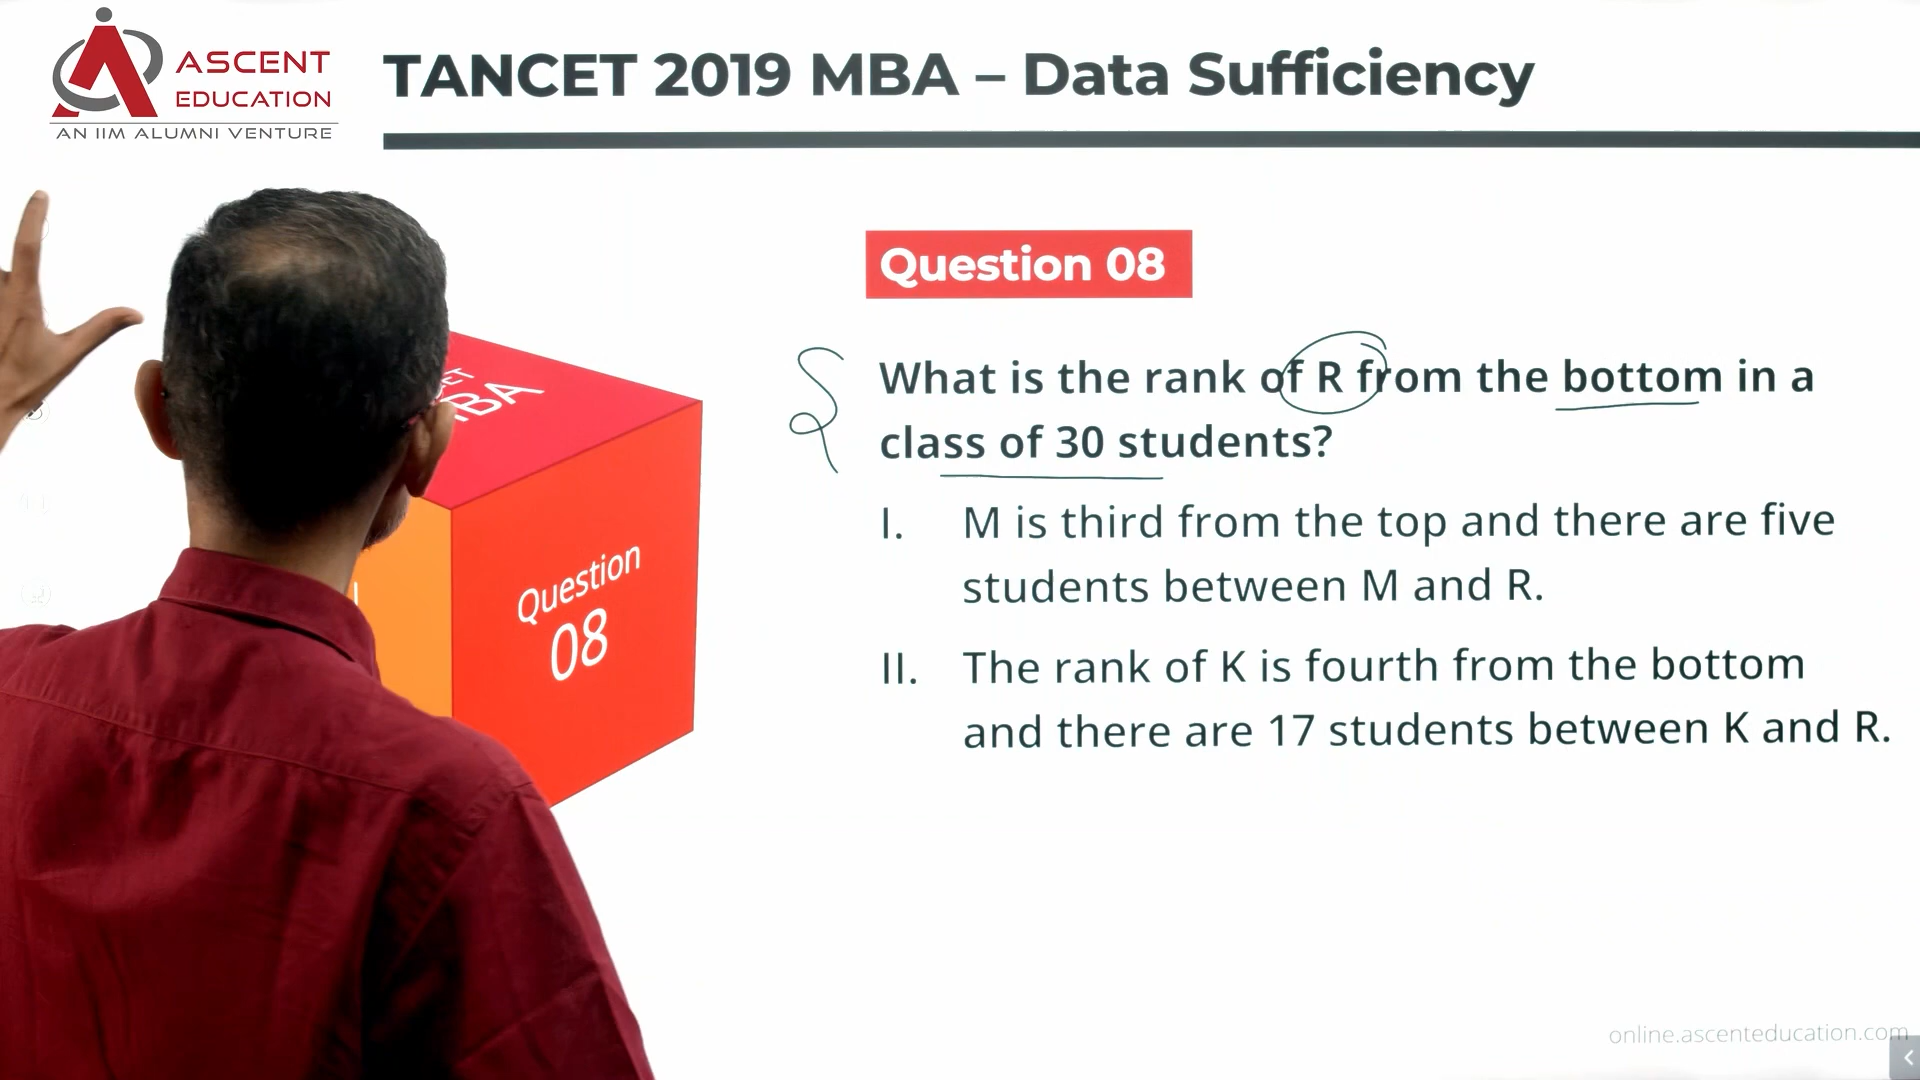 ASCENT
EDUCATION
AN IIM ALUMNI VENTURE
TANCET 2019 MBA – Data Sufficiency
Question 08
What is the rank of R from the bottom in a
class of 30 students?
I. M is third from the top and there are five
students between M and R.
II. The rank of K is fourth from the bottom
and there are 17 students between K and R.
Question
08
online.ascenteducation.com